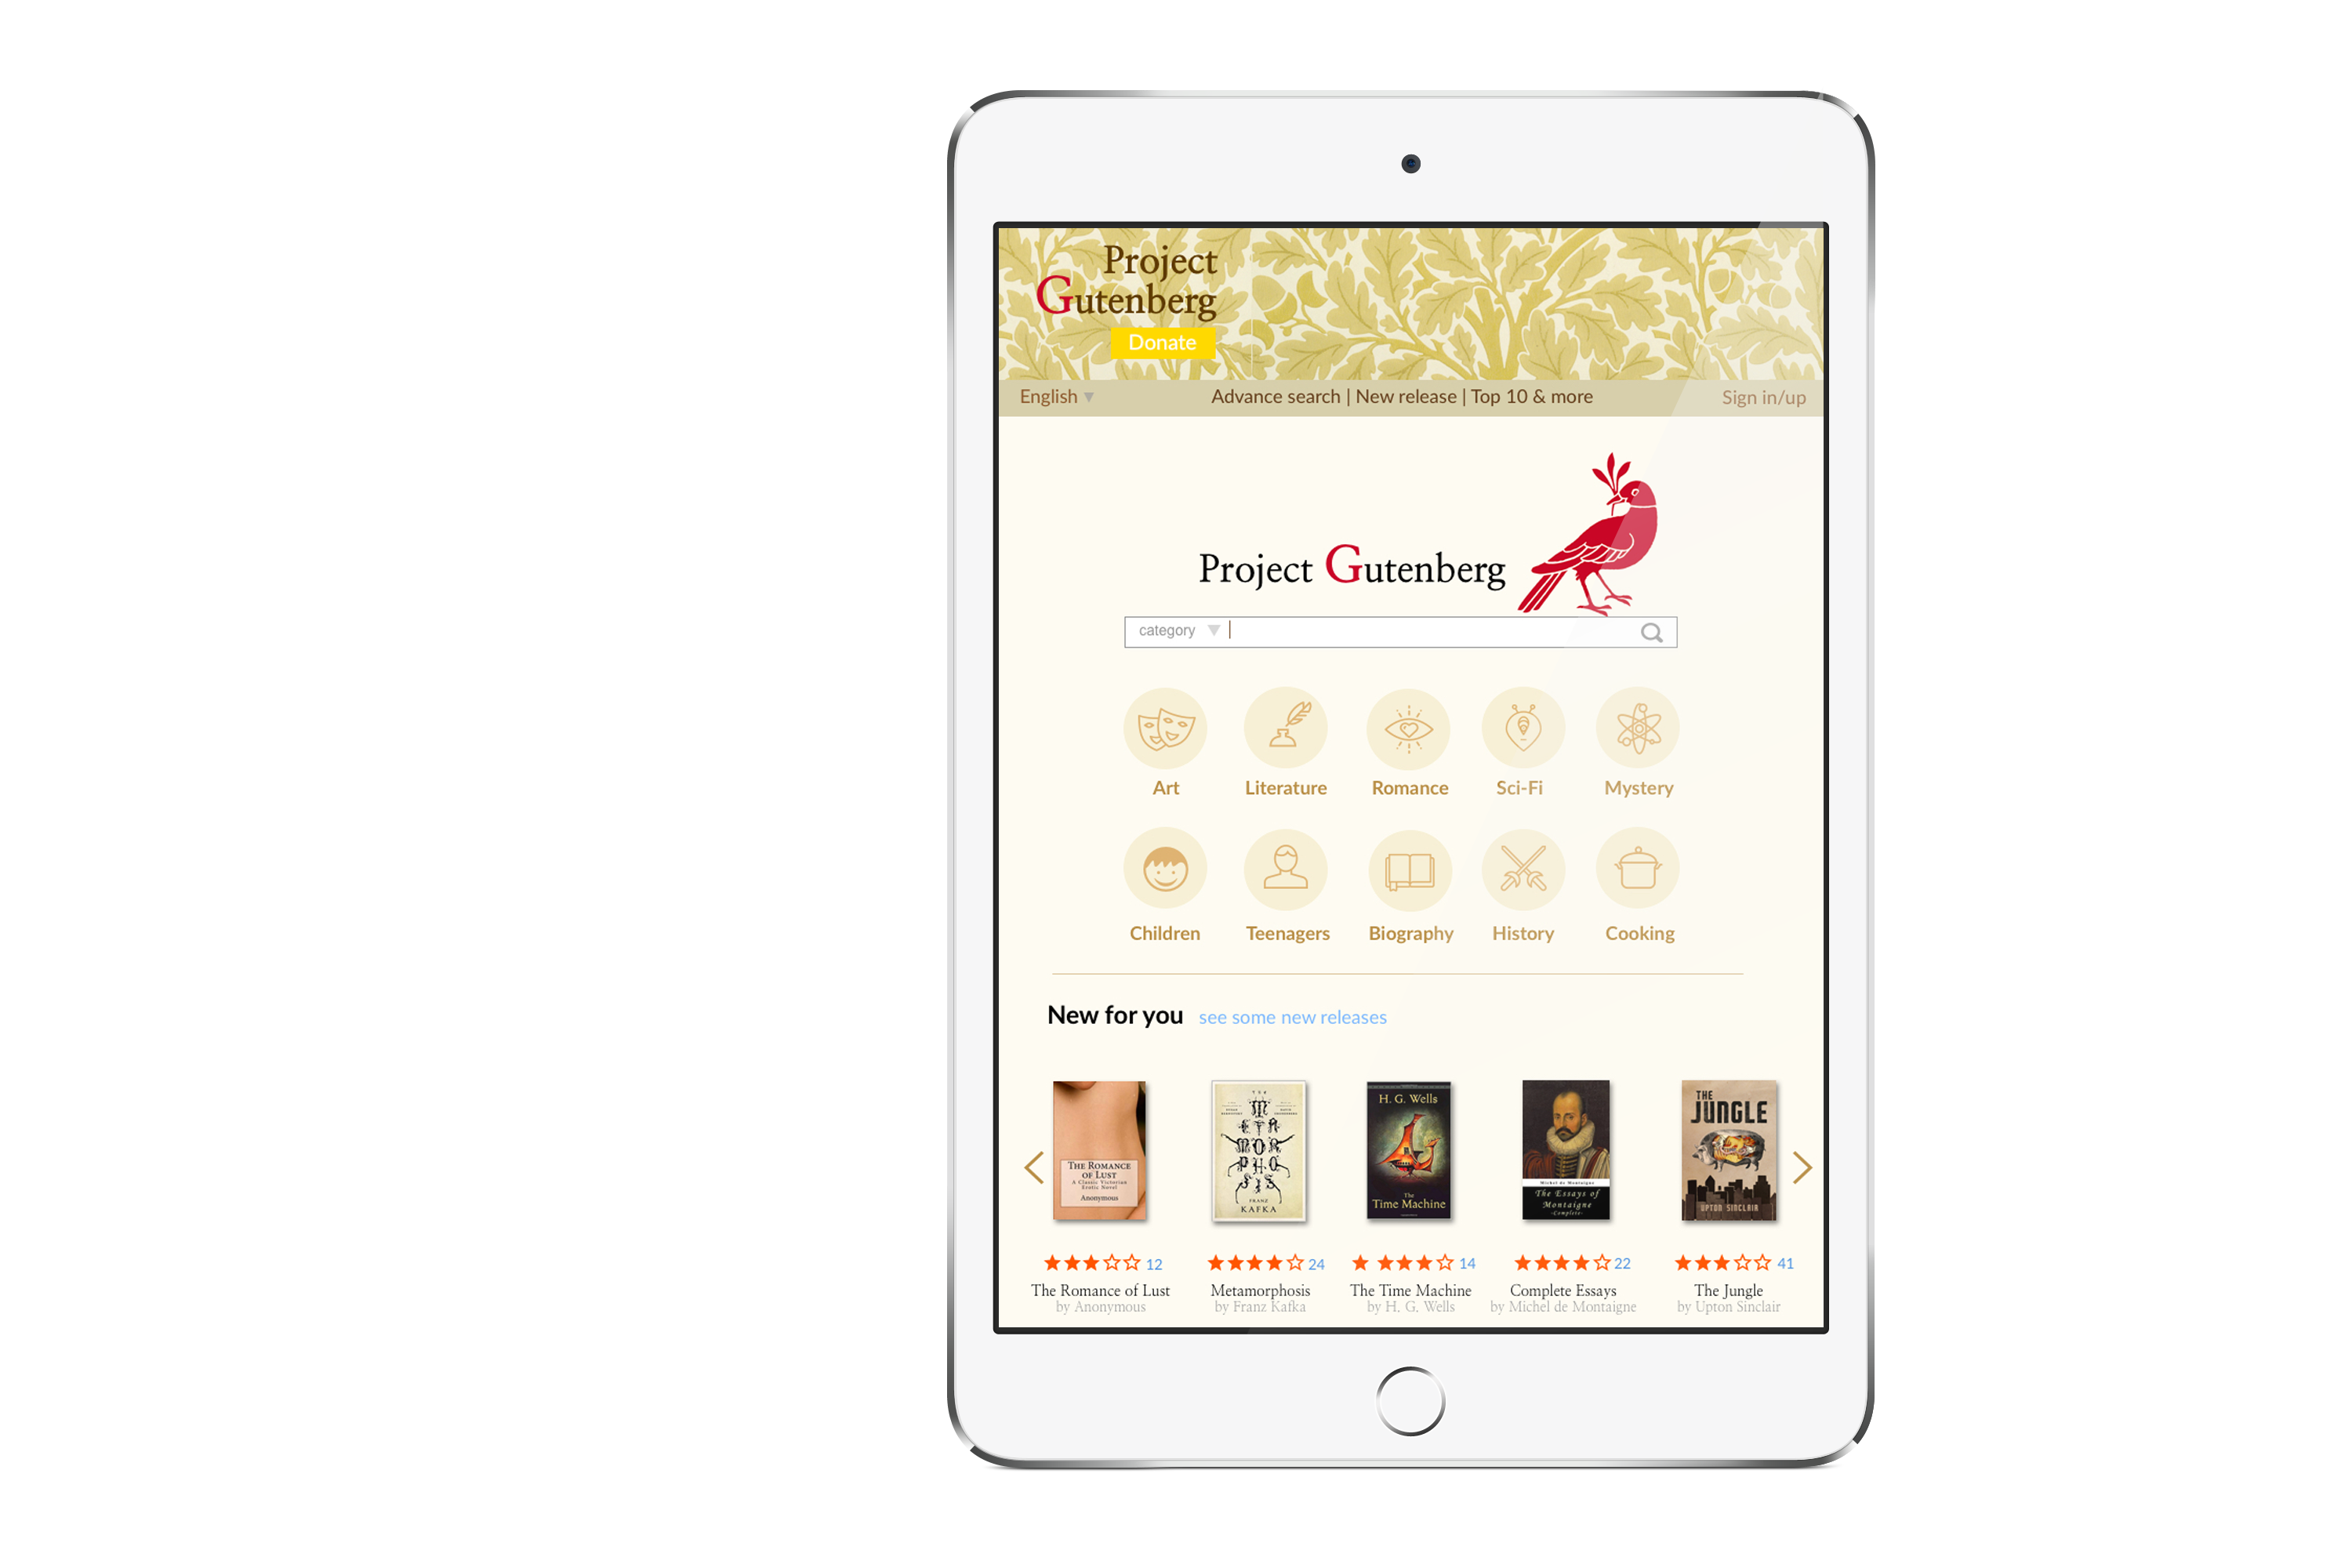 Project
Gutenberg
Donate
English
Advance search | New release | Top 10 & more
Sign in/up
Project Gutenberg
category
Art
Literature
Romance
Sci-Fi
Mystery
Children
Teenagers
Biography
History
Cooking
New for you
see some new releases
THE ROMANCE
OF LUST
A Classic Victorian
Erotic Novel
Anonymous
THE
METAMORPHOSIS
FRANZ
KAFKA
H. G. Wells
The
Time Machine
Michel de Montaigne
The Essays of
Montaigne
-Complete-
THE
JUNGLE
UPTON SINCLAIR
12
24
14
22
41
The Romance of Lust
by Anonymous
Metamorphosis
by Franz Kafka
The Time Machine
by H. G. Wells
Complete Essays
by Michel de Montaigne
The Jungle
by Upton Sinclair